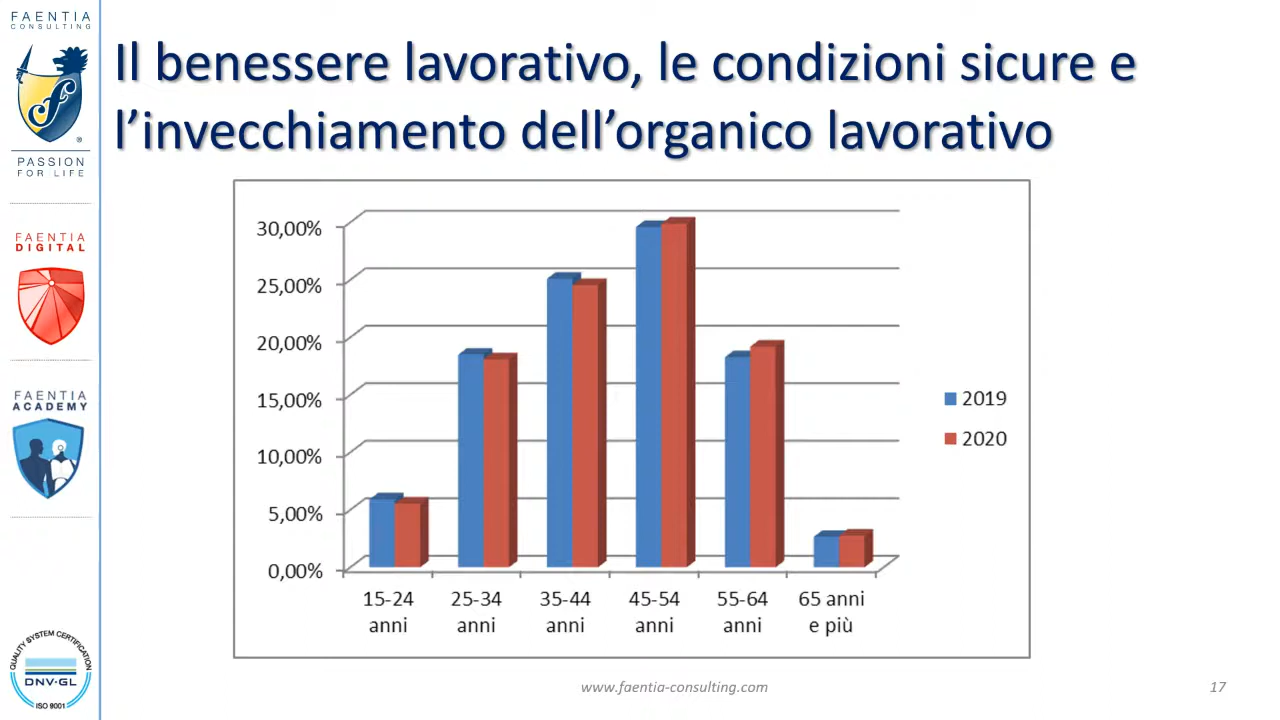 FAENTIA
CONSULTING
®
PASSION
FOR LIFE
FAENTIA
DIGITAL
FAENTIA
ACADEMY
QUALITY SYSTEM CERTIFICATION
DNV·GL
ISO 9001
Il benessere lavorativo, le condizioni sicure e
l’invecchiamento dell’organico lavorativo
30,00%
25,00%
20,00%
15,00%
10,00%
5,00%
0,00%
15-24 anni
25-34 anni
35-44 anni
45-54 anni
55-64 anni
65 anni e più
2019
2020
www.faentia-consulting.com
17